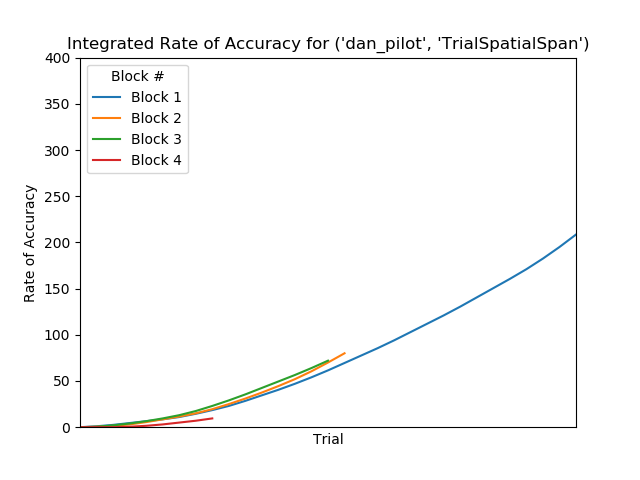 Integrated Rate of Accuracy for ('dan_pilot', 'TrialSpatialSpan')
Block #
Block 1
Block 2
Block 3
Block 4
400
350
300
250
200
150
100
50
0
Rate of Accuracy
Trial